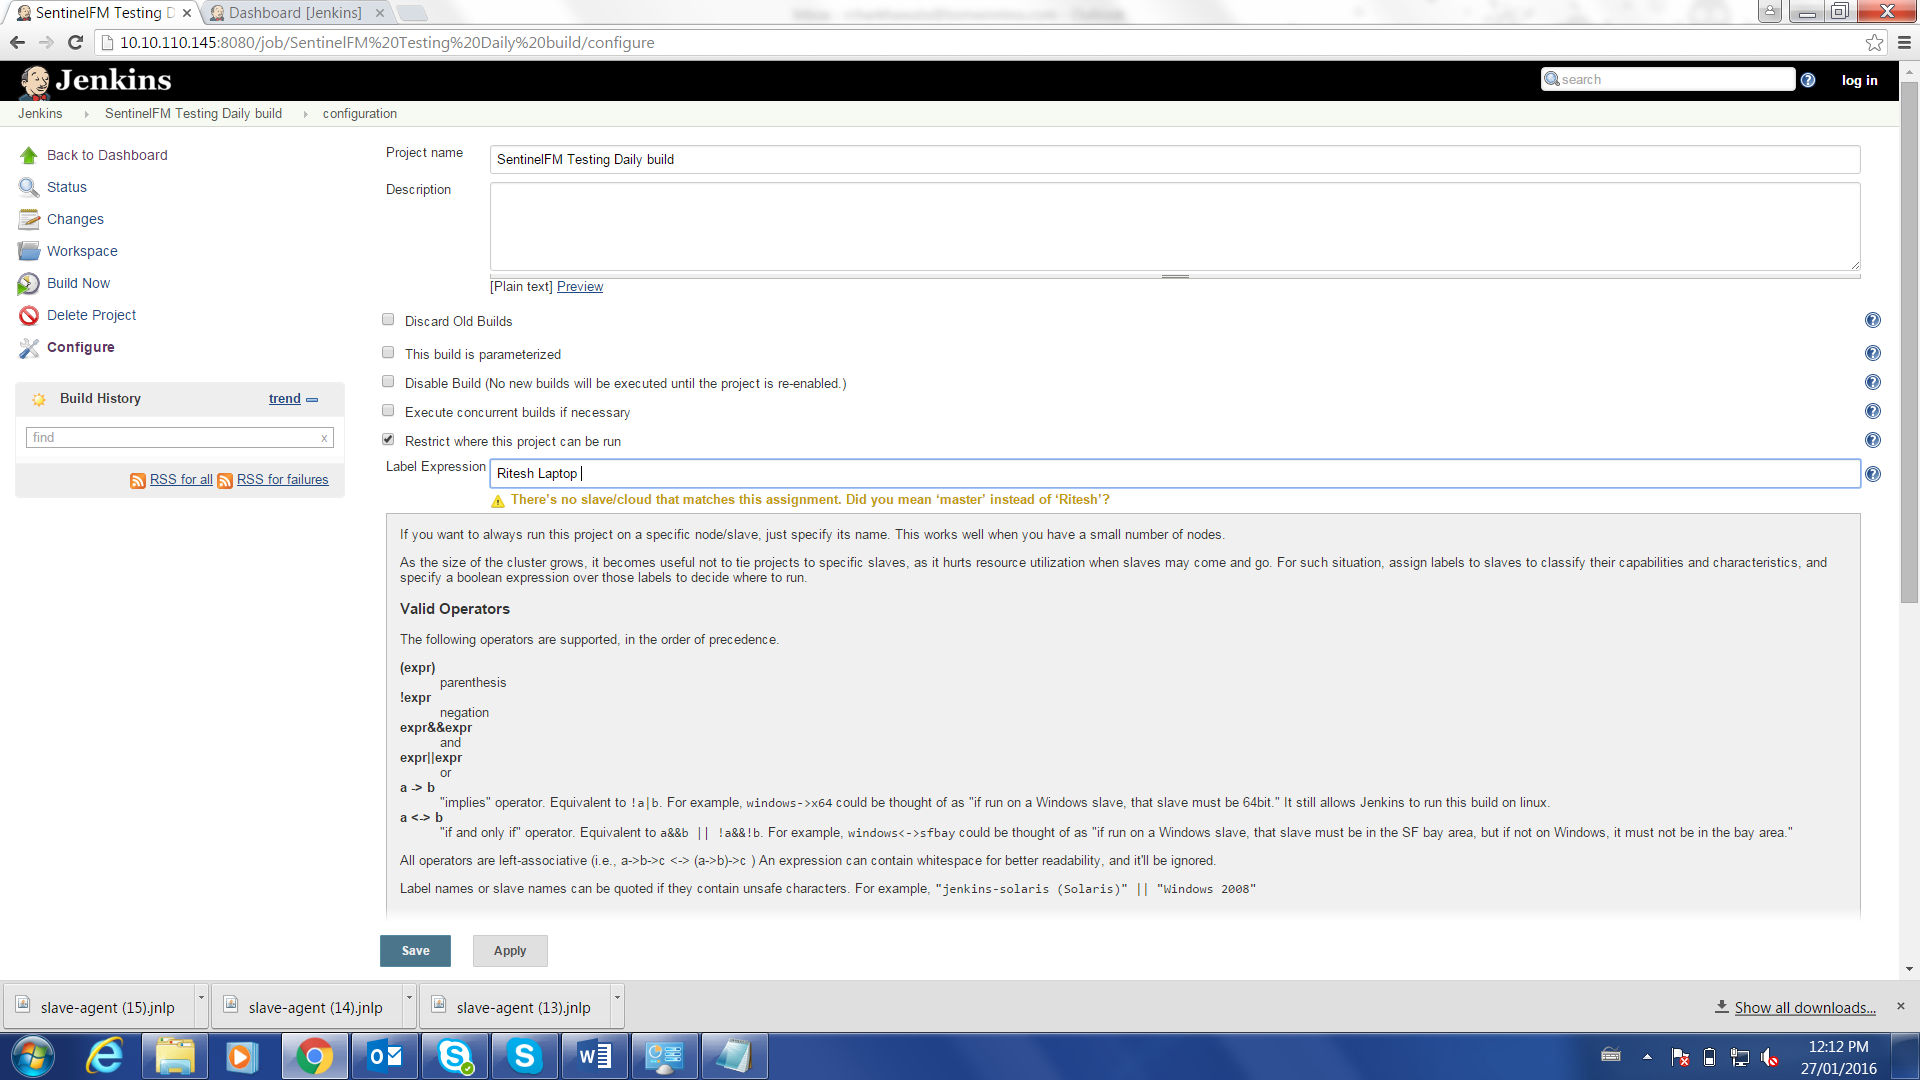 SentinelFM Testing D
Dashboard [Jenkins]
10.10.110.145:8080/job/SentinelFM%20Testing%20Daily%20build/configure
Jenkins
search
log in
Jenkins
SentinelFM Testing Daily build
configuration
Back to Dashboard
Status
Changes
Workspace
Build Now
Delete Project
Configure
Build History
trend
find
x
RSS for all
RSS for failures
Project name
SentinelFM Testing Daily build
Description
[Plain text] Preview
Discard Old Builds
This build is parameterized
Disable Build (No new builds will be executed until the project is re-enabled.)
Execute concurrent builds if necessary
Restrict where this project can be run
Label Expression
Ritesh Laptop
There's no slave/cloud that matches this assignment. Did you mean ‘master’ instead of ‘Ritesh’?
If you want to always run this project on a specific node/slave, just specify its name. This works well when you have a small number of nodes.
As the size of the cluster grows, it becomes useful not to tie projects to specific slaves, as it hurts resource utilization when slaves may come and go. For such situation, assign labels to slaves to classify their capabilities and characteristics, and
specify a boolean expression over those labels to decide where to run.
Valid Operators
The following operators are supported, in the order of precedence.
(expr)
parenthesis
!expr
negation
expr&&expr
and
expr||expr
or
a -> b
"implies" operator. Equivalent to !a|b. For example, windows->x64 could be thought of as "if run on a Windows slave, that slave must be 64bit." It still allows Jenkins to run this build on linux.
a <-> b
"if and only if" operator. Equivalent to a&&b || !a&&!b. For example, windows<->sfbay could be thought of as "if run on a Windows slave, that slave must be in the SF bay area, but if not on Windows, it must not be in the bay area."
All operators are left-associative (i.e., a->b->c <-> (a->b)->c ) An expression can contain whitespace for better readability, and it'll be ignored.
Label names or slave names can be quoted if they contain unsafe characters. For example, "jenkins-solaris (Solaris)" || "Windows 2008"
Save
Apply
slave-agent (15).jnlp
slave-agent (14).jnlp
slave-agent (13).jnlp
Show all downloads...
12:12 PM
27/01/2016